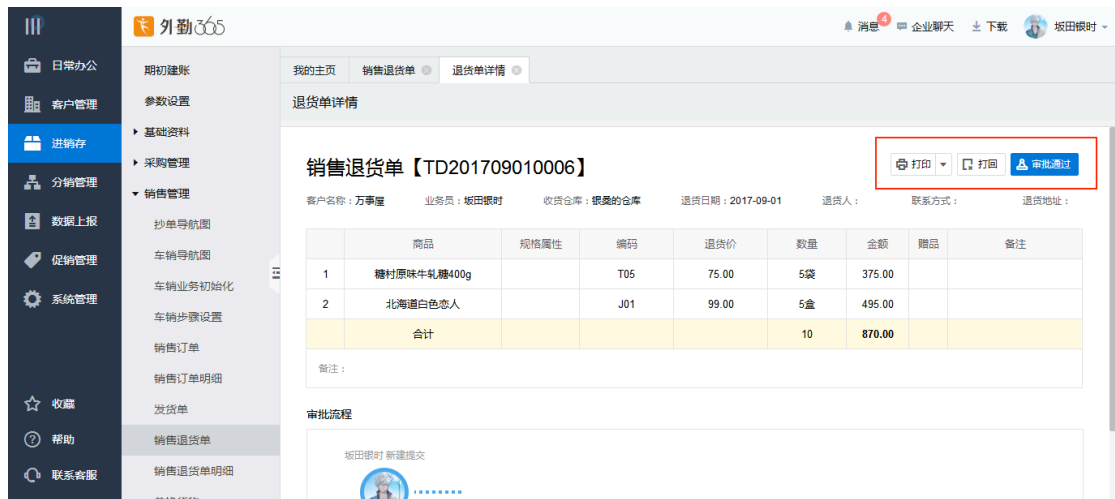 外勤365
消息 4 企业聊天 下载 坂田银时
日常办公
客户管理
进销存
分销管理
数据上报
促销管理
系统管理
收藏
帮助
联系客服
期初建账
参数设置
基础资料
采购管理
销售管理
抄单导航图
车销导航图
车销业务初始化
车销步骤设置
销售订单
销售订单明细
发货单
销售退货单
销售退货单明细
我的主页 销售退货单 退货单详情
退货单详情
销售退货单【TD201709010006】
打印 打回 审批通过
客户名称：万事屋 业务员：坂田银时 收货仓库：银桑的仓库 退货日期：2017-09-01 退货人： 联系方式： 退货地址：
商品 规格属性 编码 退货价 数量 金额 赠品 备注
1 糖村原味牛轧糖400g T05 75.00 5袋 375.00
2 北海道白色恋人 J01 99.00 5盒 495.00
合计 10 870.00
备注：
审批流程
坂田银时 新建提交